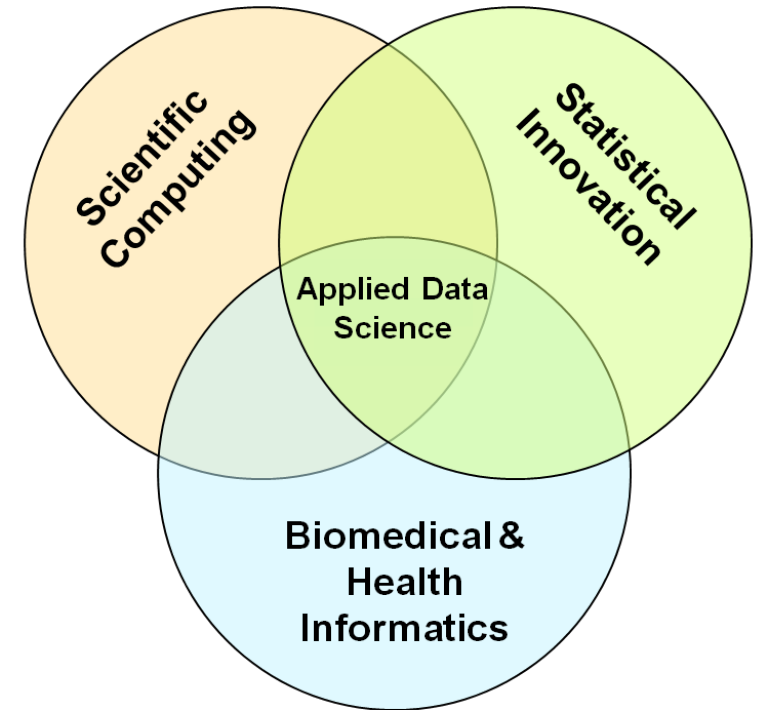 Scientific
Computing
Statistical
Innovation
Applied Data
Science
Biomedical &
Health
Informatics